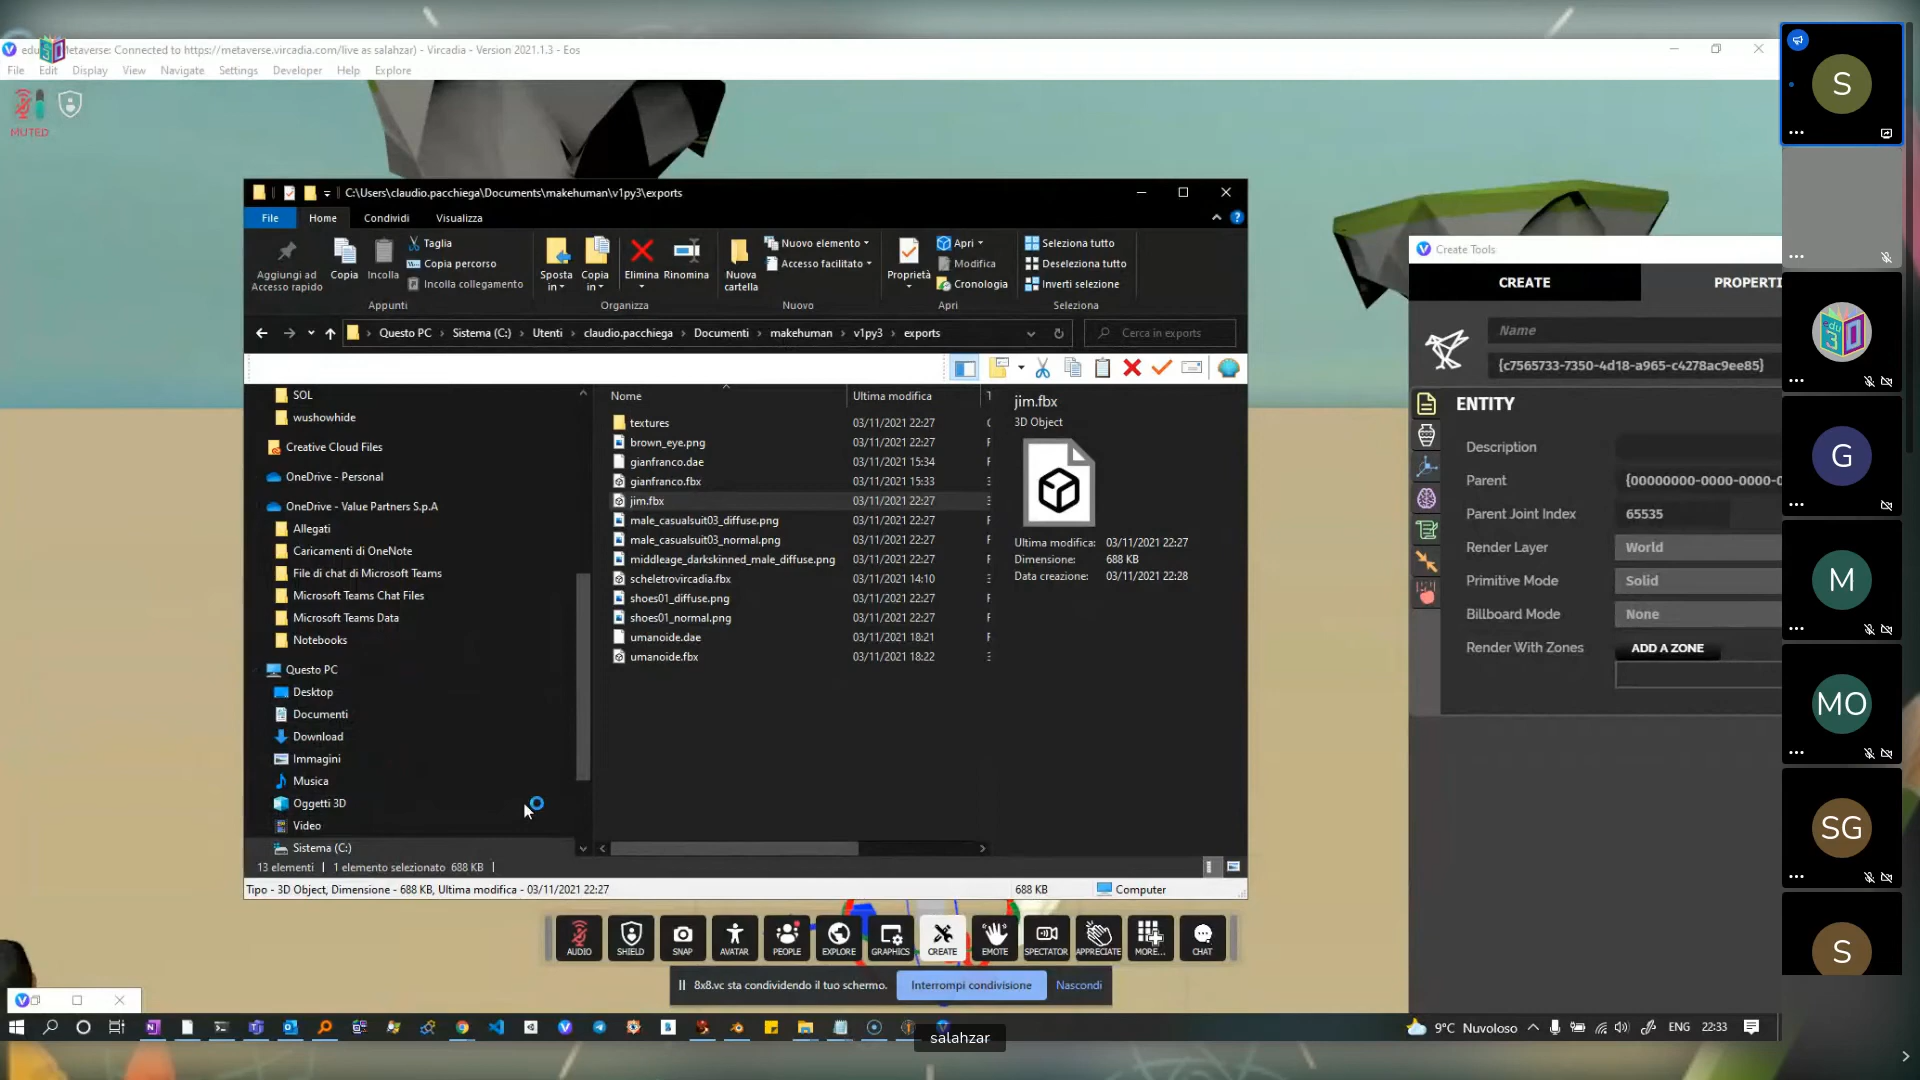 edu Metaverse: Connected to https://metaverse.vircadia.com/live as salahzar) - Vircadia - Version 2021.1.3 - Eos
File Edit Display View Navigate Settings Developer Help Explore
MUTED
C:\Users\claudio.pacchiega\Documents\makehuman\v1py3\exports
File Home Condividi Visualizza
Aggiungi ad
Accesso rapido
Copia
Incolla
Taglia
Copia percorso
Incolla collegamento
Appunti
Sposta
in
Copia
in
Elimina
Rinomina
Organizza
Nuova
cartella
Nuovo elemento
Accesso facilitato
Nuovo
Proprietà
Apri
Modifica
Cronologia
Apri
Seleziona tutto
Deseleziona tutto
Inverti selezione
Seleziona
Questo PC > Sistema (C:) > Utenti > claudio.pacchiega > Documenti > makehuman > v1py3 > exports
Cerca in exports
SOL
wushowhide
Creative Cloud Files
OneDrive - Personal
OneDrive - Value Partners S.p.A
Allegati
Caricamenti di OneNote
File di chat di Microsoft Teams
Microsoft Teams Chat Files
Microsoft Teams Data
Notebooks
Questo PC
Desktop
Documenti
Download
Immagini
Musica
Oggetti 3D
Video
Sistema (C:)
Nome Ultima modifica
textures 03/11/2021 22:27
brown_eye.png 03/11/2021 22:27
gianfranco.dae 03/11/2021 15:34
gianfranco.fbx 03/11/2021 15:33
jim.fbx 03/11/2021 22:27
male_casualsuit03_diffuse.png 03/11/2021 22:27
male_casualsuit03_normal.png 03/11/2021 22:27
middleage_darkskinned_male_diffuse.png 03/11/2021 22:27
scheletrovircadia.fbx 03/11/2021 14:10
shoes01_diffuse.png 03/11/2021 22:27
shoes01_normal.png 03/11/2021 22:27
umanoide.dae 03/11/2021 18:21
umanoide.fbx 03/11/2021 18:22
jim.fbx
3D Object
Ultima modifica: 03/11/2021 22:27
Dimensione: 688 KB
Data creazione: 03/11/2021 22:28
13 elementi 1 elemento selezionato 688 KB
Tipo - 3D Object, Dimensione - 688 KB, Ultima modifica - 03/11/2021 22:27 688 KB Computer
Create Tools
CREATE PROPERTI
Name
{c7565733-7350-4d18-a965-c4278ac9ee85}
ENTITY
Description
Parent {00000000-0000-0000-0
Parent Joint Index 65535
Render Layer World
Primitive Mode Solid
Billboard Mode None
Render With Zones ADD A ZONE
S
edu3D
G
M
MO
SG
S
AUDIO SHIELD SNAP AVATAR PEOPLE EXPLORE GRAPHICS CREATE EMOTE SPECTATOR APPRECIATE MORE... CHAT
8x8.vc sta condividendo il tuo schermo. Interrompi condivisione Nascondi
9°C Nuvoloso ENG 22:33
salahzar